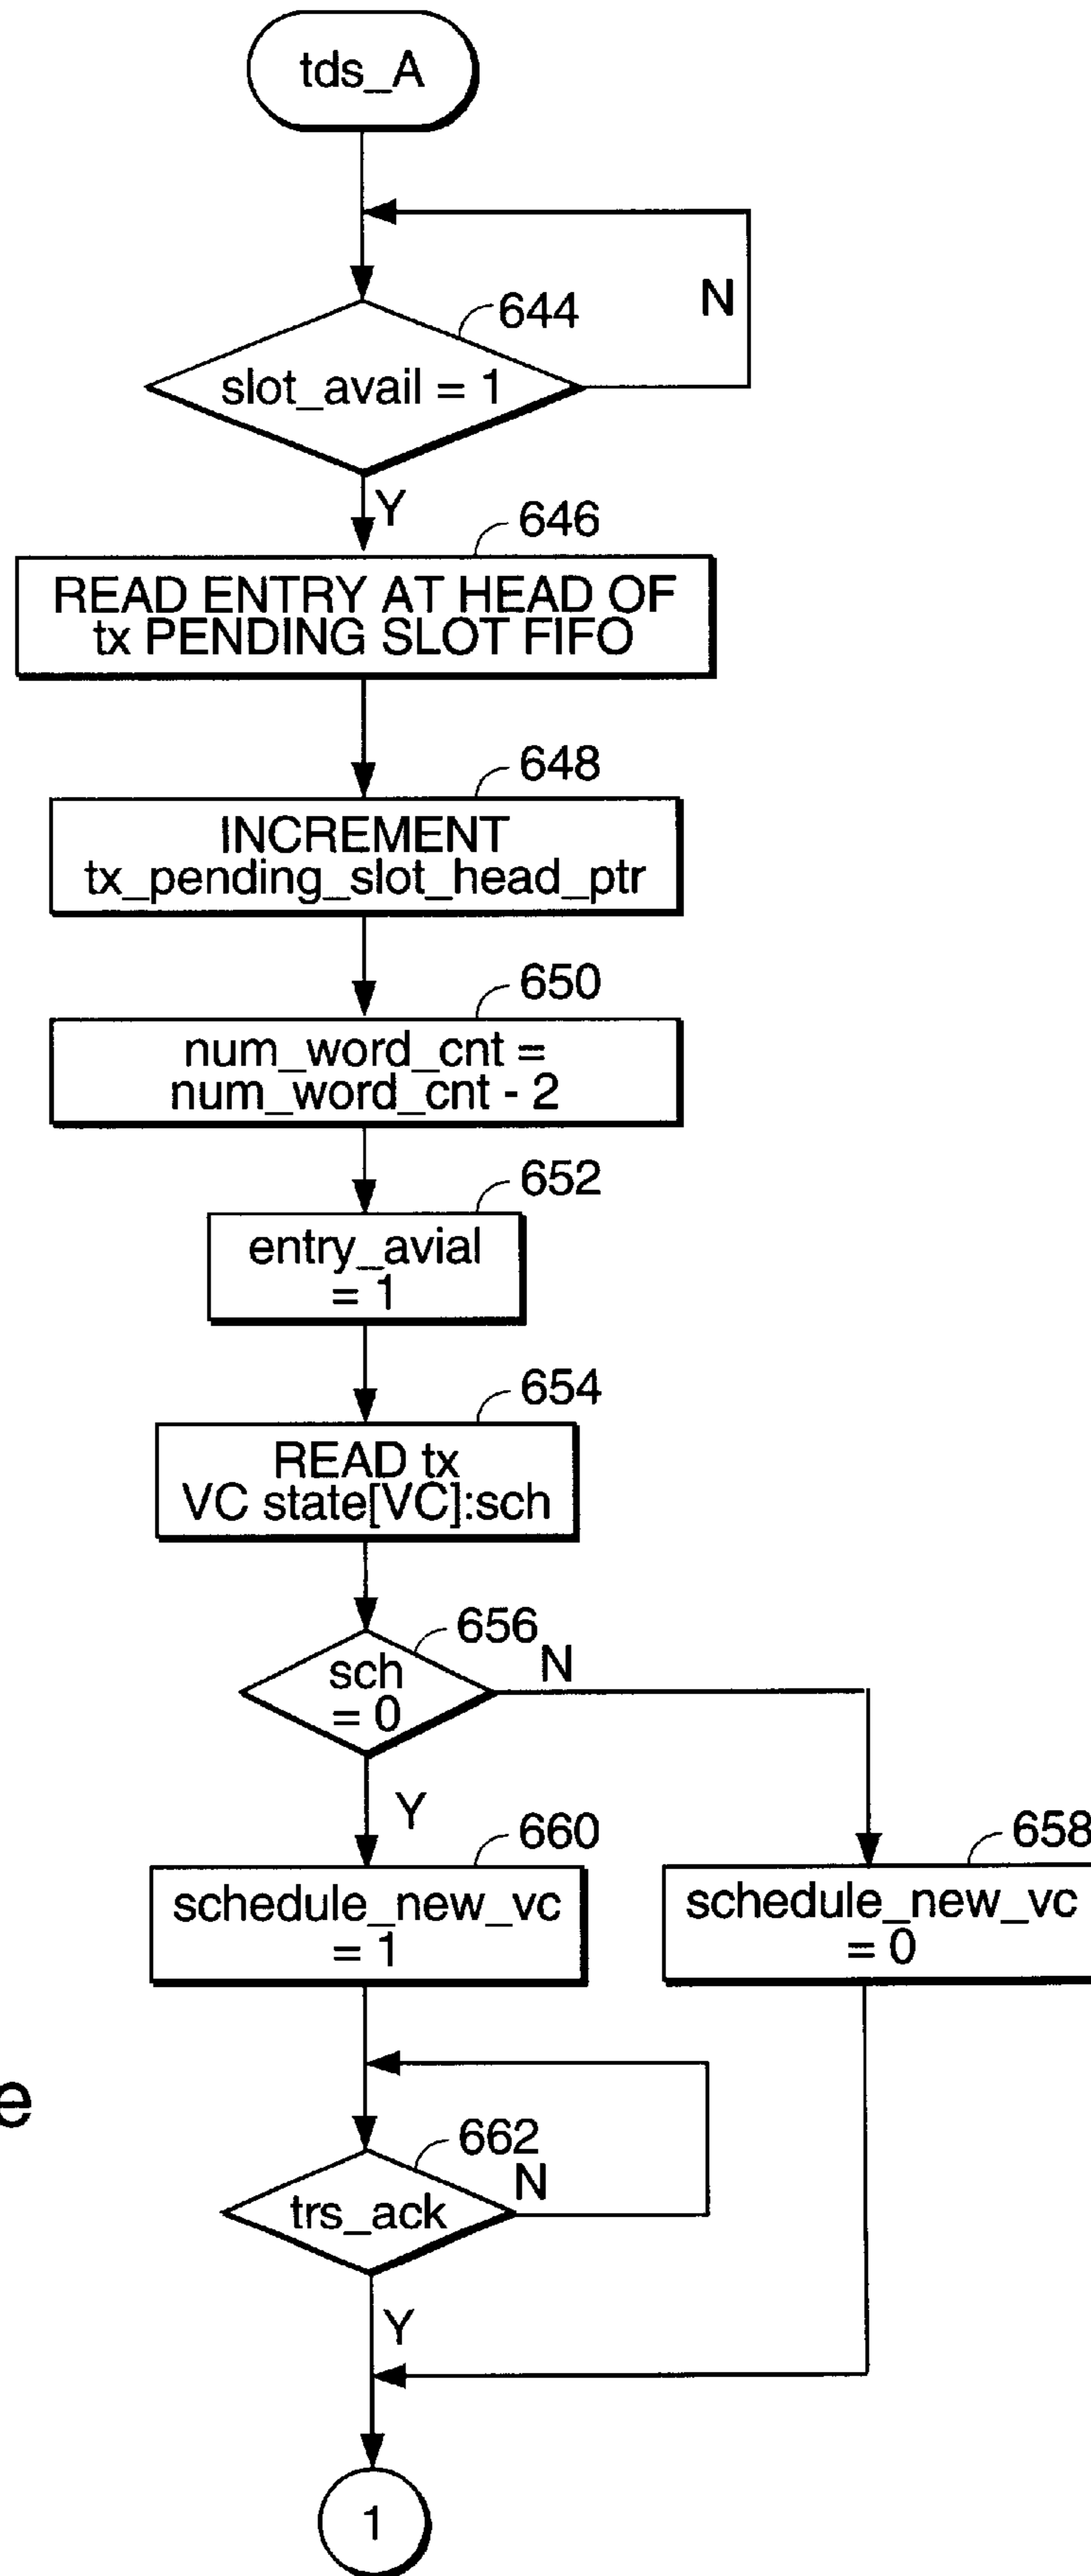 tds_A
N
644
slot_avail = 1
Y
646
READ ENTRY AT HEAD OF
tx PENDING SLOT FIFO
648
INCREMENT
tx_pending_slot_head_ptr
650
num_word_cnt =
num_word_cnt - 2
652
entry_avial
= 1
654
READ tx
VC state[VC]:sch
656
N
sch
= 0
Y
660
658
schedule_new_vc
= 1
schedule_new_vc
= 0
e
662
N
trs_ack
Y
1